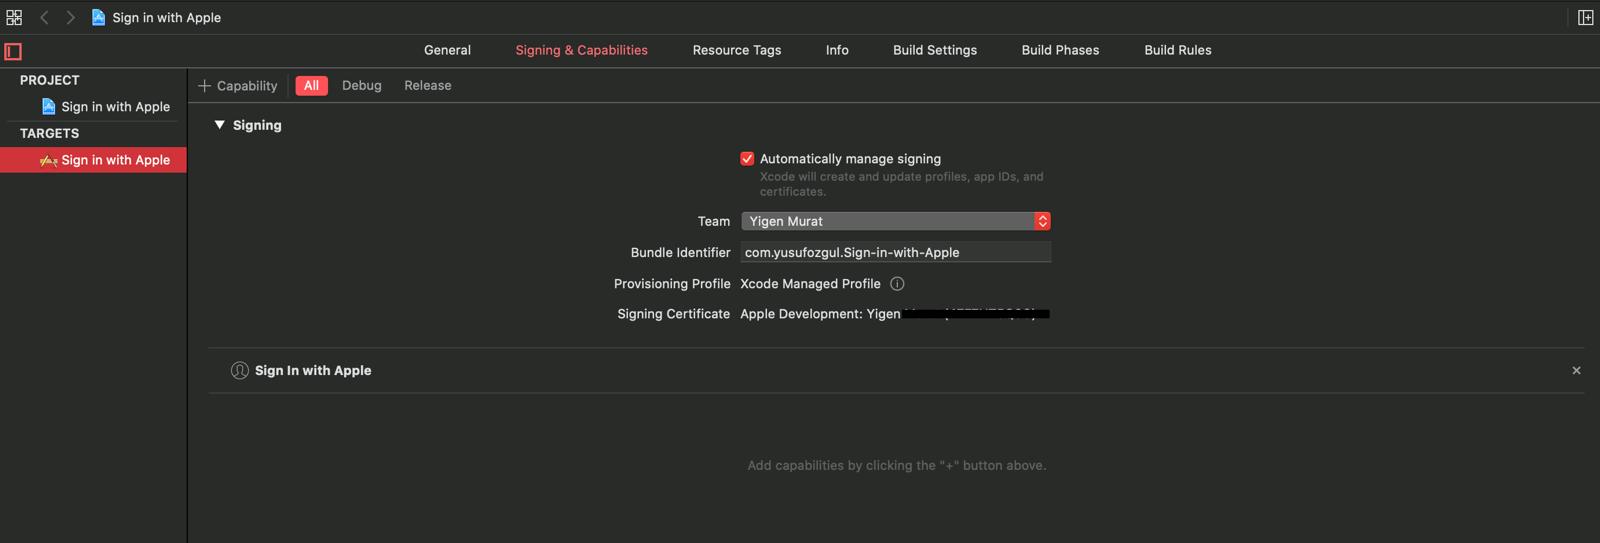 Sign in with Apple
General Signing & Capabilities Resource Tags Info Build Settings Build Phases Build Rules
PROJECT
Sign in with Apple
TARGETS
Sign in with Apple
+ Capability All Debug Release
Signing
Automatically manage signing
Xcode will create and update profiles, app IDs, and
certificates.
Team Yigen Murat
Bundle Identifier com.yusufozgul.Sign-in-with-Apple
Provisioning Profile Xcode Managed Profile
Signing Certificate Apple Development: Yigen
Sign In with Apple
Add capabilities by clicking the "+" button above.